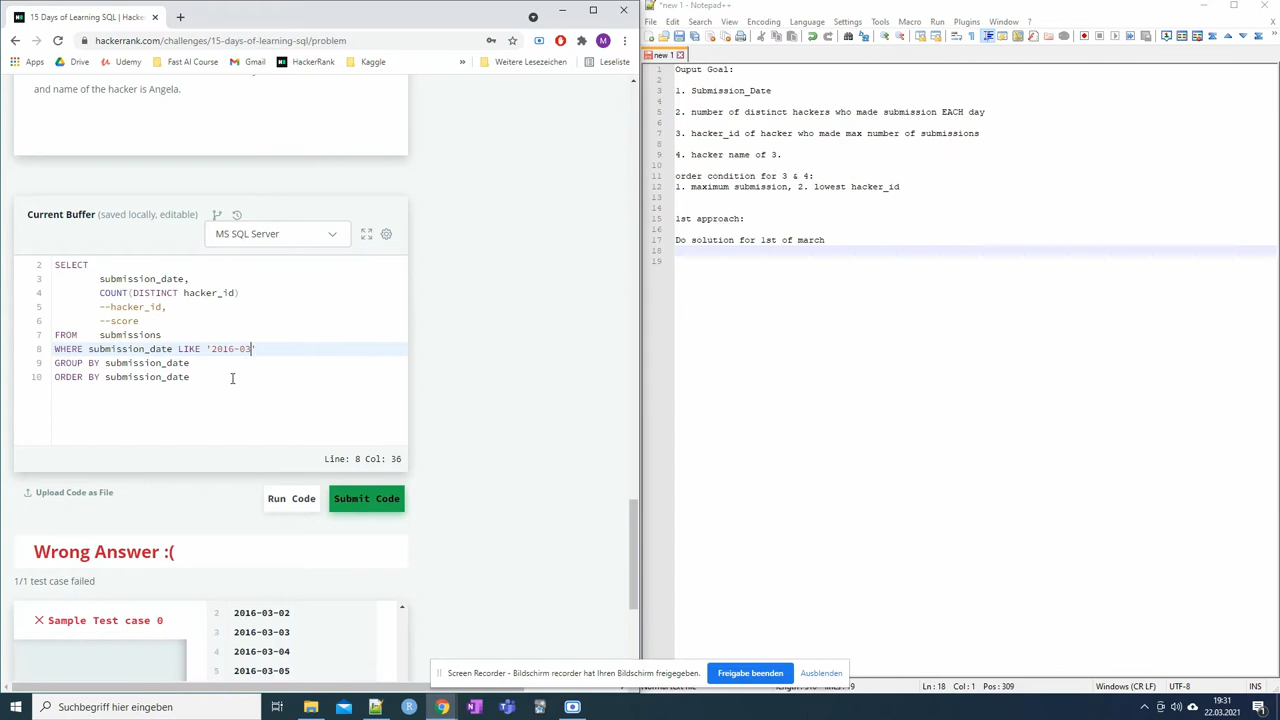 15 Days of Learning SQL | Hacke
hackerrank.com/challenges/15-days-of-learning-sql/problem
M
Apps
Drive
Fast AI Course
Gmail
HackerRank
Kaggle
»
Weitere Lesezeichen
Leseliste
and name of the hacker is Angela.
Current Buffer (saved locally, editable)
MS SQL Server
2 SELECT
3 submission_date,
4 COUNT(DISTINCT hacker_id)
5 --hacker_id,
6 --score
7 FROM submissions
8 WHERE submission_date LIKE '2016-03'
9 GROUP BY submission_date
10 ORDER BY submission_date
Line: 8 Col: 36
Upload Code as File
Run Code
Submit Code
Wrong Answer :(
1/1 test case failed
Sample Test case 0
2 2016-03-02
3 2016-03-03
4 2016-03-04
5 2016-03-05
*new 1 - Notepad++
File Edit Search View Encoding Language Settings Tools Macro Run Plugins Window ?
new 1
1 Ouput Goal:
2
3 1. Submission_Date
4
5 2. number of distinct hackers who made submission EACH day
6
7 3. hacker_id of hacker who made max number of submissions
8
9 4. hacker name of 3.
10
11 order condition for 3 & 4:
12 1. maximum submission, 2. lowest hacker_id
13
14
15 1st approach:
16
17 Do solution for 1st of march
18
19
Screen Recorder - Bildschirm recorder hat Ihren Bildschirm freigegeben.
Freigabe beenden
Ausblenden
Ln : 18 Col : 1 Pos : 309
Windows (CR LF)
UTF-8
INS
Suchbegriff hier eingeben
19:31
22.03.2021